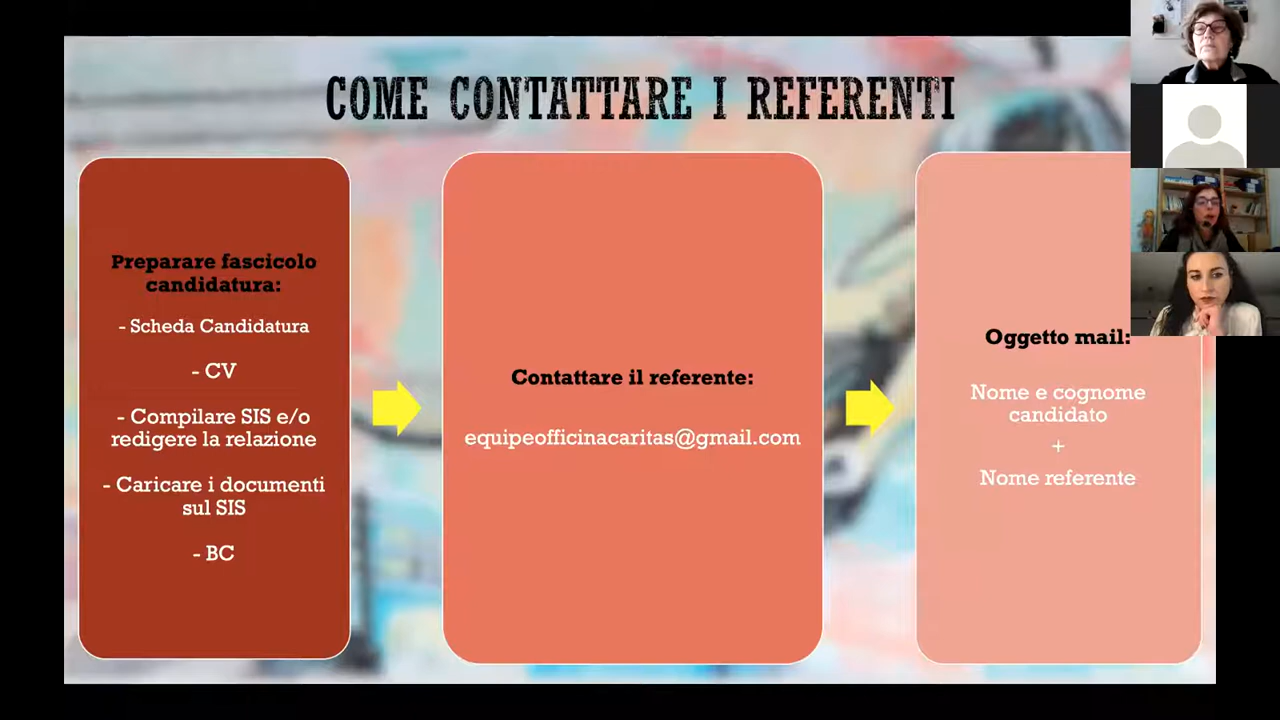 COME CONTATTARE I REFERENTI
Preparare fascicolo
candidatura:
- Scheda Candidatura
- CV
- Compilare SIS e/o
redigere la relazione
- Caricare i documenti
sul SIS
- BC
Contattare il referente:
equipeofficinacaritas@gmail.com
Oggetto mail:
Nome e cognome
candidato
+
Nome referente